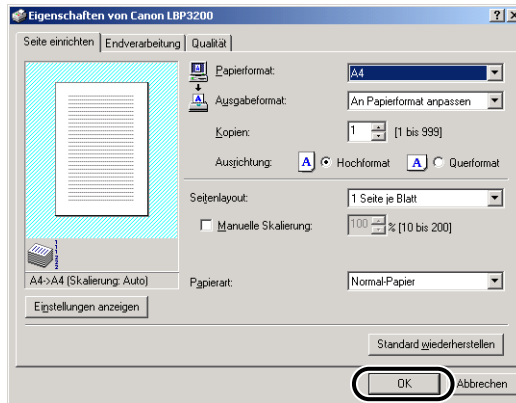 Eigenschaften von Canon LBP3200
Seite einrichten Endverarbeitung Qualität
Papierformat: A4
Ausgabeformat: An Papierformat anpassen
Kopien: 1 [1 bis 999]
Ausrichtung: A Hochformat A Querformat
Seitenlayout: 1 Seite je Blatt
Manuelle Skalierung: 100 % [10 bis 200]
A4->A4 (Skalierung: Auto)
Papierart: Normal-Papier
Einstellungen anzeigen
Standard wiederherstellen
OK Abbrechen